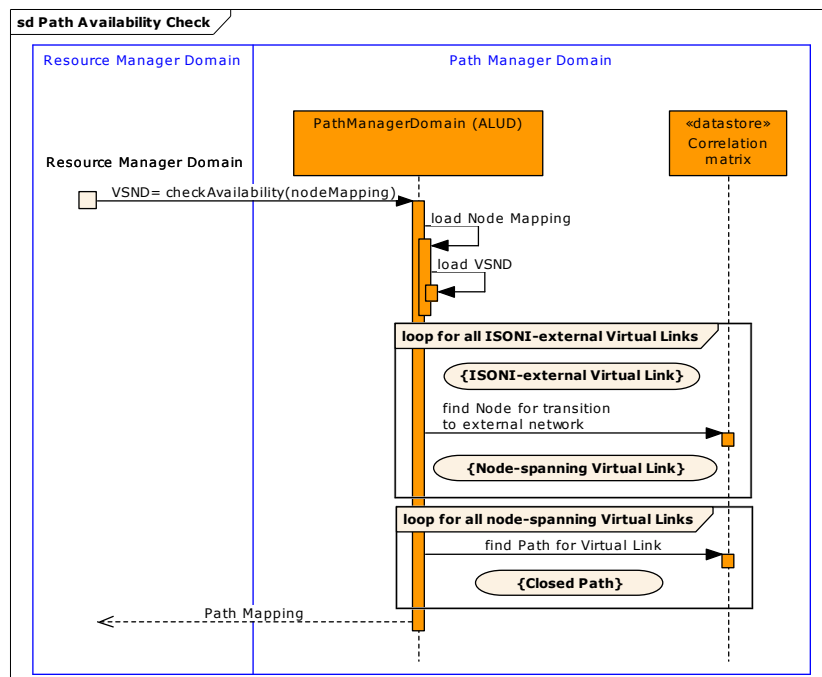 sd Path Availability Check
Resource Manager Domain
Path Manager Domain
PathManagerDomain (ALUD)
«datastore»
Correlation
matrix
Resource Manager Domain
VSND= checkAvailability(nodeMapping)
load Node Mapping
load VSND
loop for all ISONI-external Virtual Links
{ISONI-external Virtual Link}
find Node for transition
to external network
{Node-spanning Virtual Link}
loop for all node-spanning Virtual Links
find Path for Virtual Link
{Closed Path}
Path Mapping